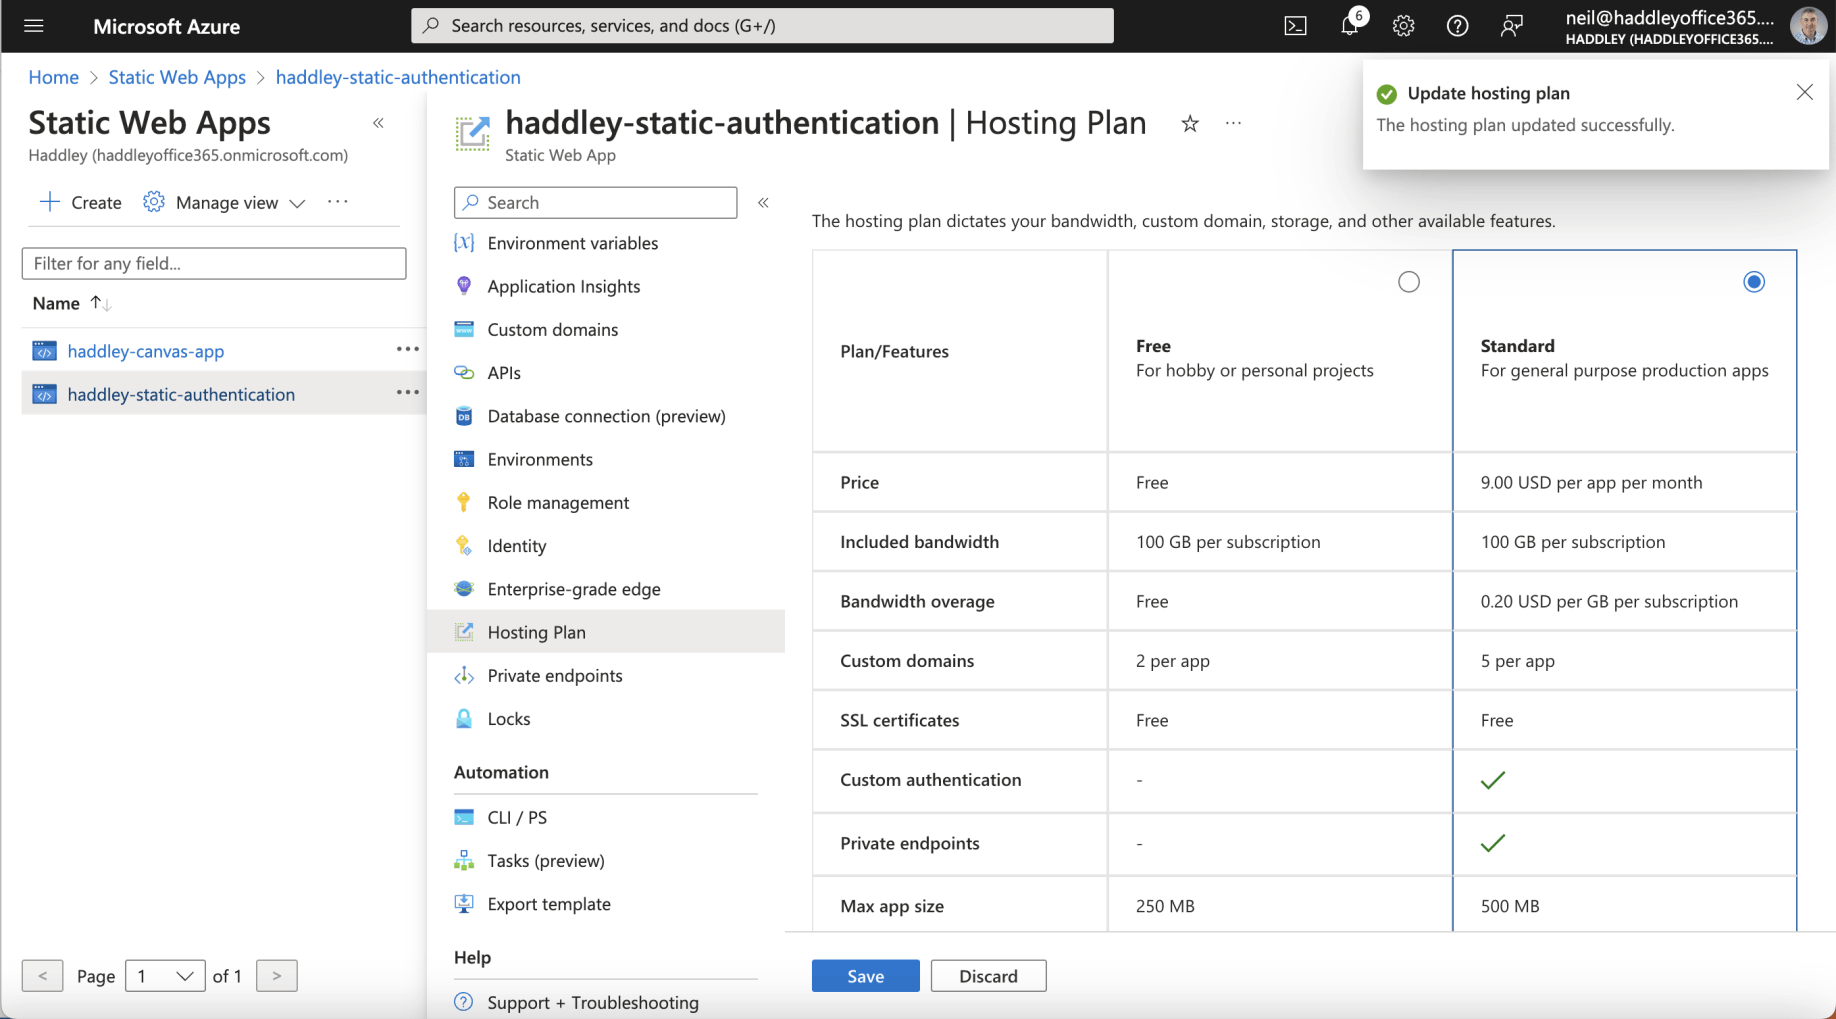 Microsoft Azure
Search resources, services, and docs (G+/)
6
neil@haddleyoffice365....
HADDLEY (HADDLEYOFFICE365....
Home > Static Web Apps > haddley-static-authentication
Update hosting plan
The hosting plan updated successfully.
Static Web Apps
Haddley (haddleyoffice365.onmicrosoft.com)
Create
Manage view
Filter for any field...
Name
haddley-canvas-app
haddley-static-authentication
< Page 1 of 1 >
haddley-static-authentication | Hosting Plan
Static Web App
Search
Environment variables
Application Insights
Custom domains
APIs
Database connection (preview)
Environments
Role management
Identity
Enterprise-grade edge
Hosting Plan
Private endpoints
Locks
Automation
CLI / PS
Tasks (preview)
Export template
Help
Support + Troubleshooting
The hosting plan dictates your bandwidth, custom domain, storage, and other available features.
Plan/Features
Free
For hobby or personal projects
Standard
For general purpose production apps
Price Free 9.00 USD per app per month
Included bandwidth 100 GB per subscription 100 GB per subscription
Bandwidth overage Free 0.20 USD per GB per subscription
Custom domains 2 per app 5 per app
SSL certificates Free Free
Custom authentication -
Private endpoints -
Max app size 250 MB 500 MB
Save Discard